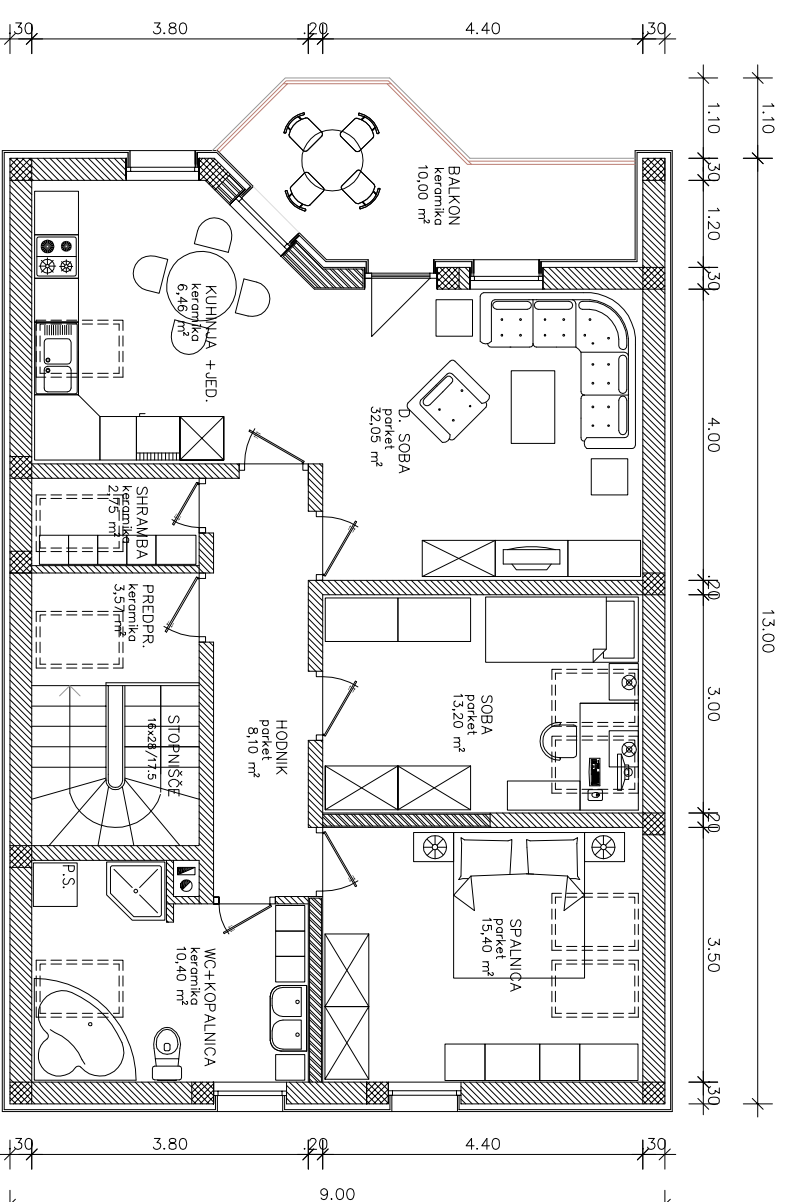 30
3.80
.20
4.40
30
1.10
1.10
BALKON
keramika
10,00 m²
30
1.20
30
KUHINJA +JED.
keramika
6,46 m²
D. SOBA
parket
32,05 m²
4.00
SHRAMBA
keramika
2,75 m²
PREDPR.
keramika
3,57 m²
.20
13.00
STOPNIŠČE
16x28/17.5
HODNIK
parket
8,10 m²
SOBA
parket
13,20 m²
3.00
.20
P.S.
WC+KOPALNICA
keramika
10,40 m²
SPALNICA
parket
15,40 m²
3.50
30
30
3.80
.20
4.40
30
9.00